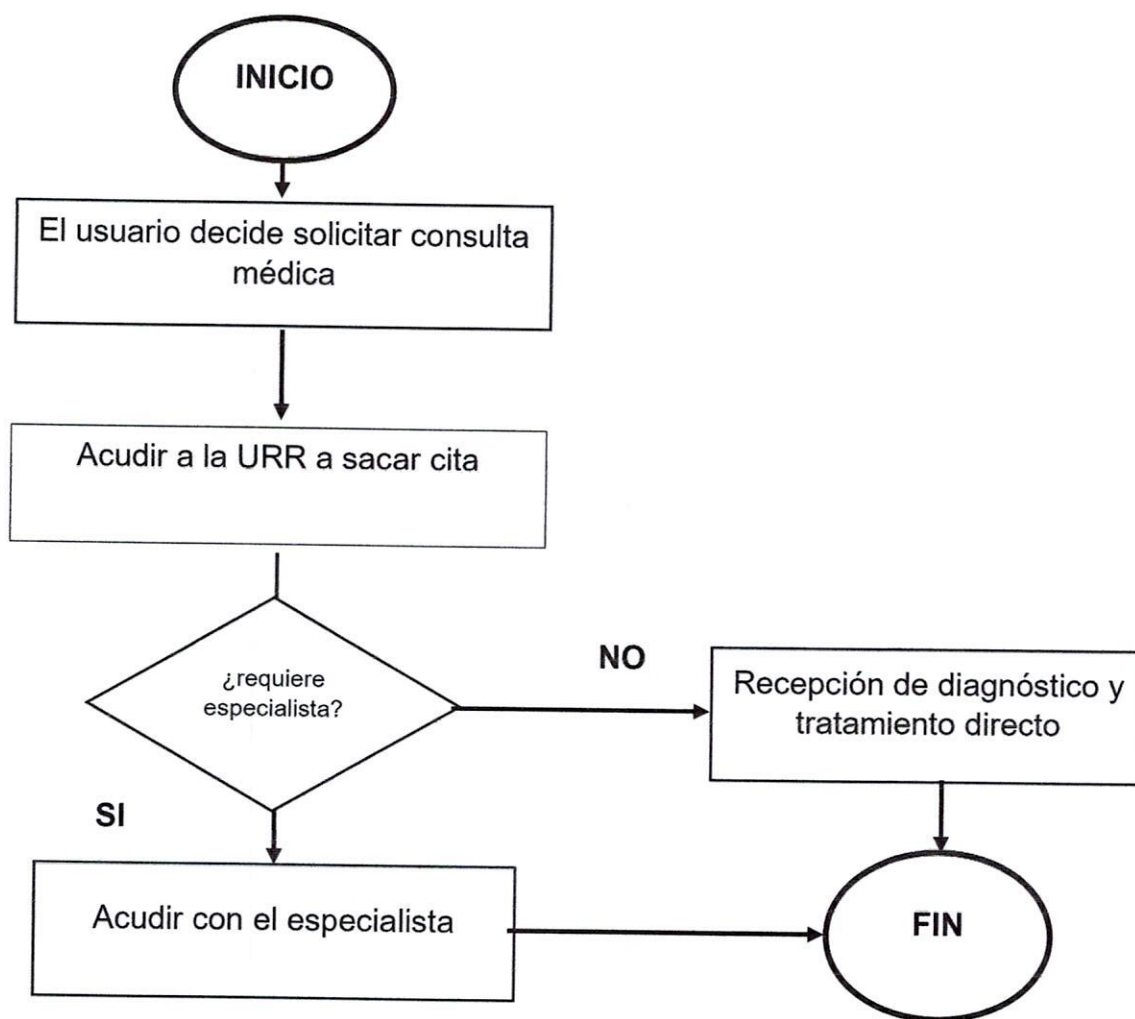 INICIO
El usuario decide solicitar consulta
médica
Acudir a la URR a sacar cita
¿requiere
especialista?
NO
Recepción de diagnóstico y
tratamiento directo
SI
Acudir con el especialista
FIN